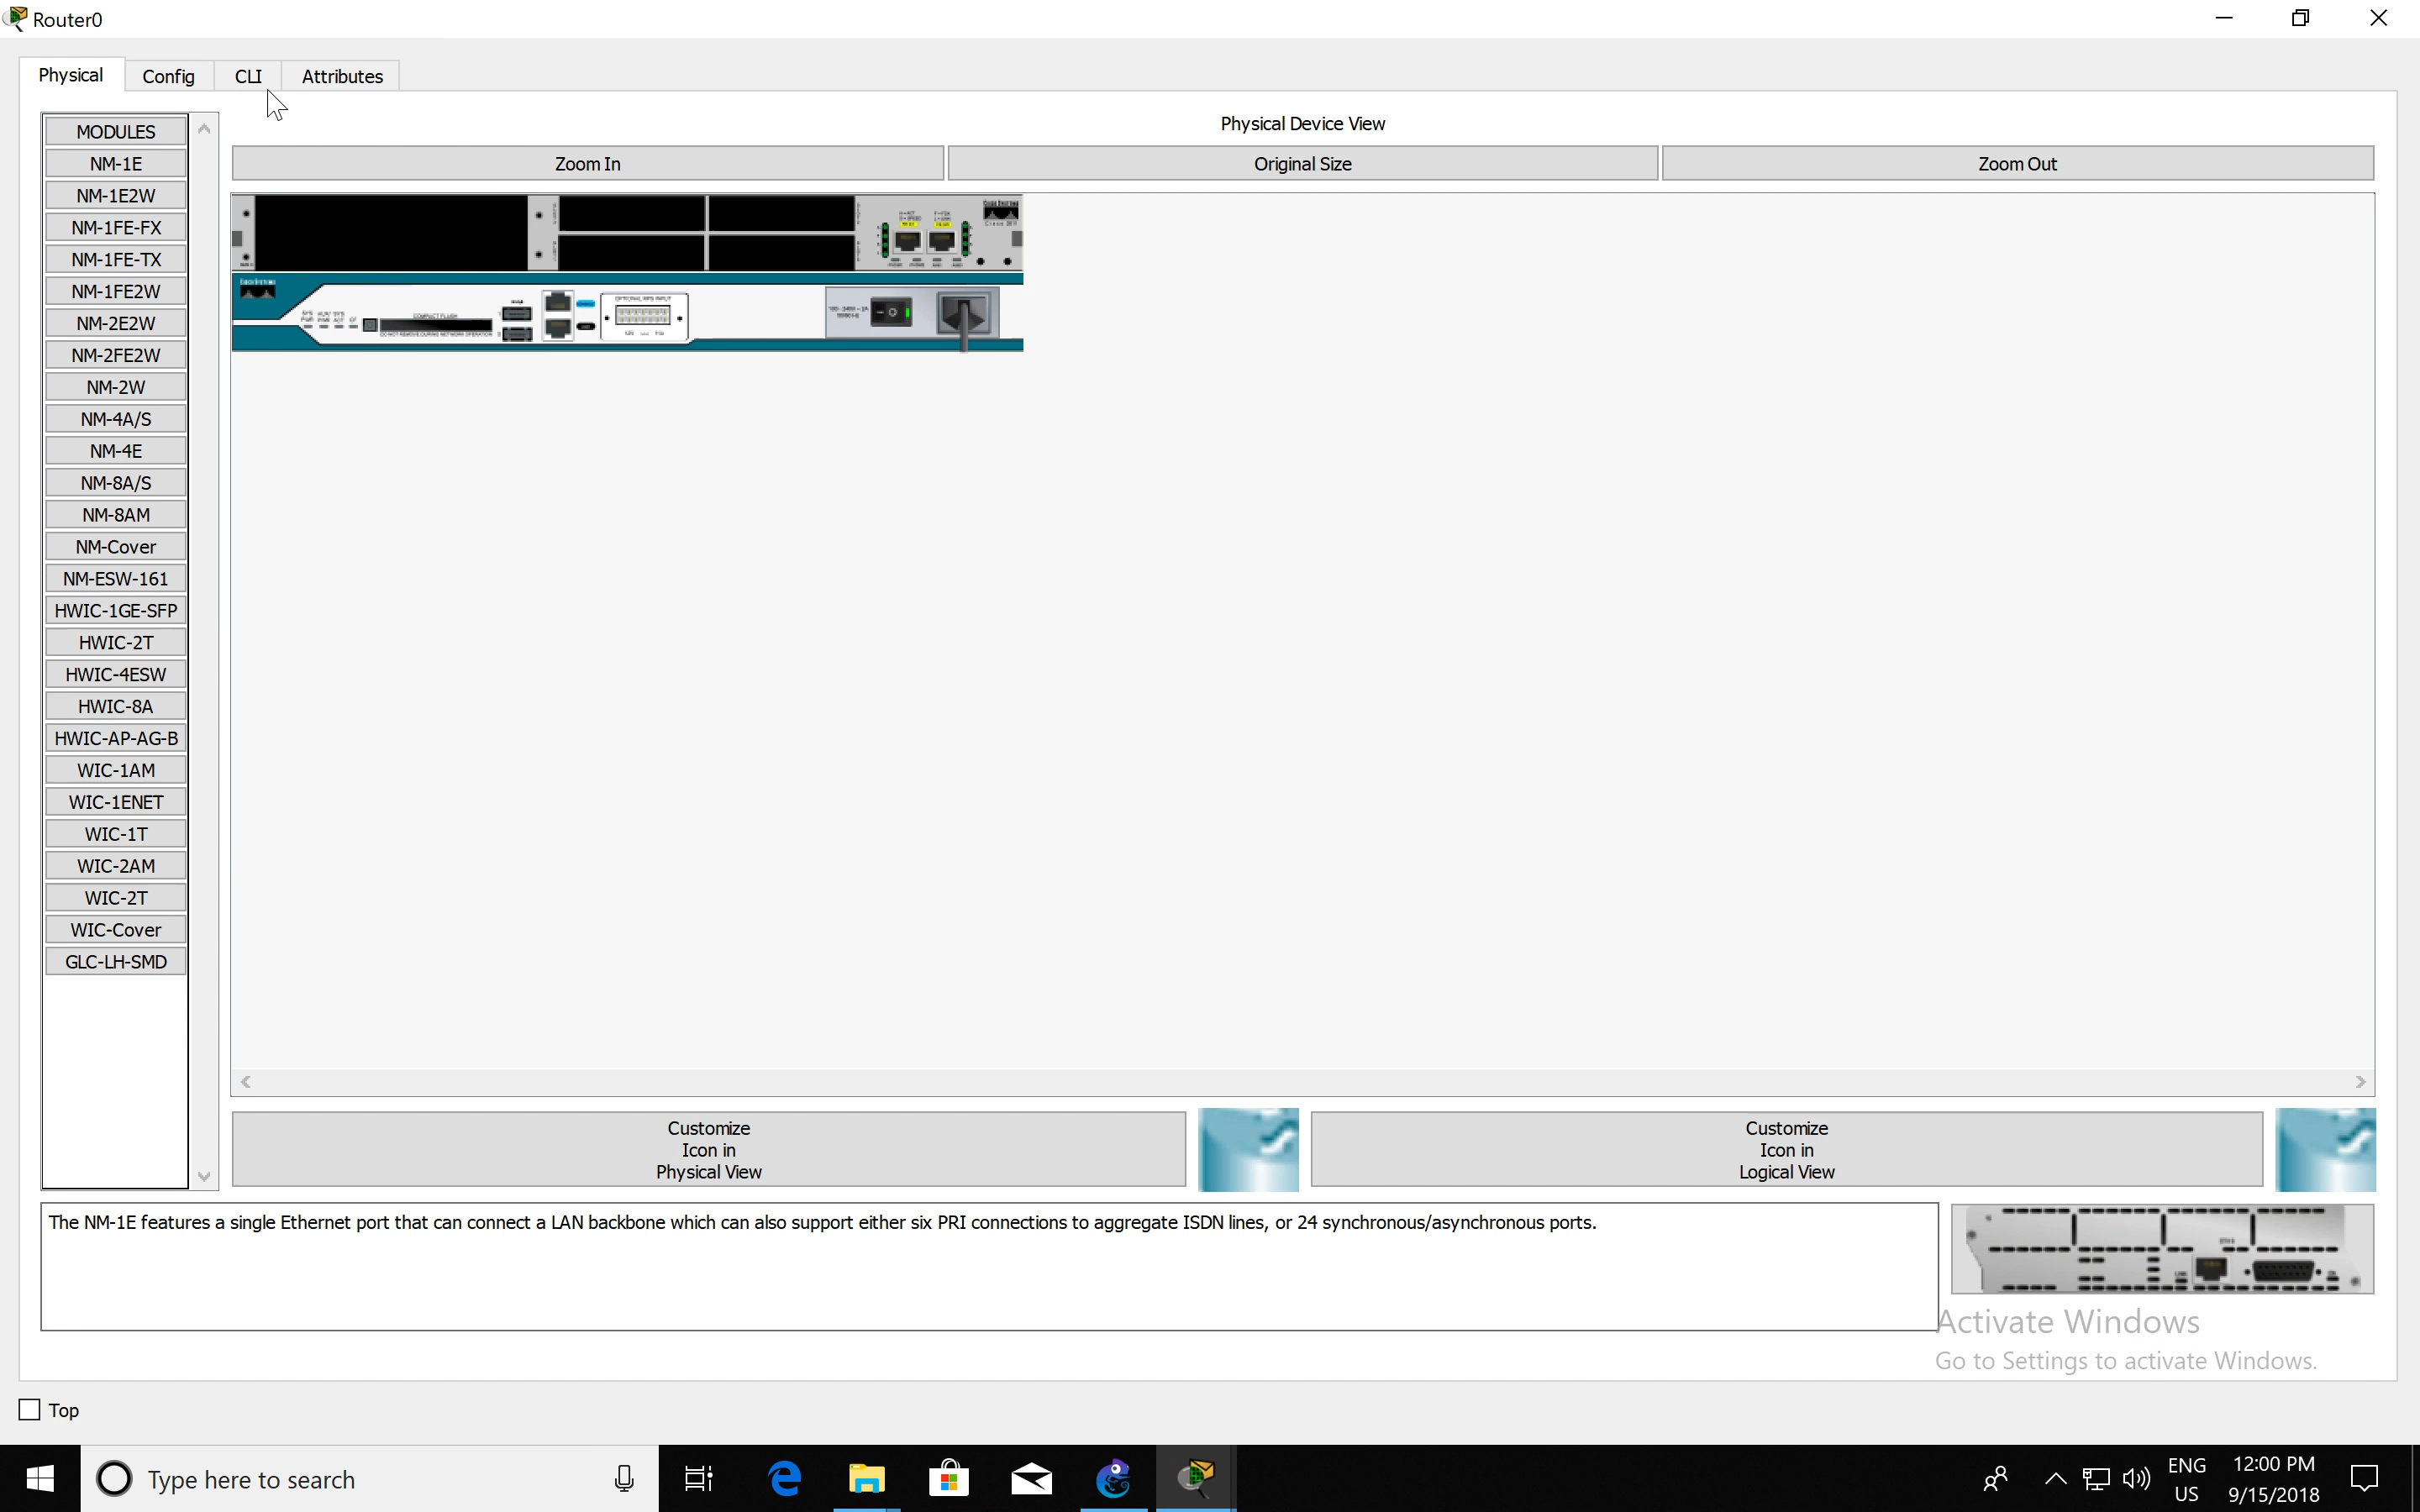 Router0
Physical
Config
CLI
Attributes
MODULES
NM-1E
NM-1E2W
NM-1FE-FX
NM-1FE-TX
NM-1FE2W
NM-2E2W
NM-2FE2W
NM-2W
NM-4A/S
NM-4E
NM-8A/S
NM-8AM
NM-Cover
NM-ESW-161
HWIC-1GE-SFP
HWIC-2T
HWIC-4ESW
HWIC-8A
HWIC-AP-AG-B
WIC-1AM
WIC-1ENET
WIC-1T
WIC-2AM
WIC-2T
WIC-Cover
GLC-LH-SMD
Physical Device View
Zoom In
Original Size
Zoom Out
COMPACT FLASH
OPTIONAL RPS INPUT
Customize
Icon in
Physical View
Customize
Icon in
Logical View
The NM-1E features a single Ethernet port that can connect a LAN backbone which can also support either six PRI connections to aggregate ISDN lines, or 24 synchronous/asynchronous ports.
Activate Windows
Go to Settings to activate Windows.
Top
Type here to search
ENG
US
12:00 PM
9/15/2018